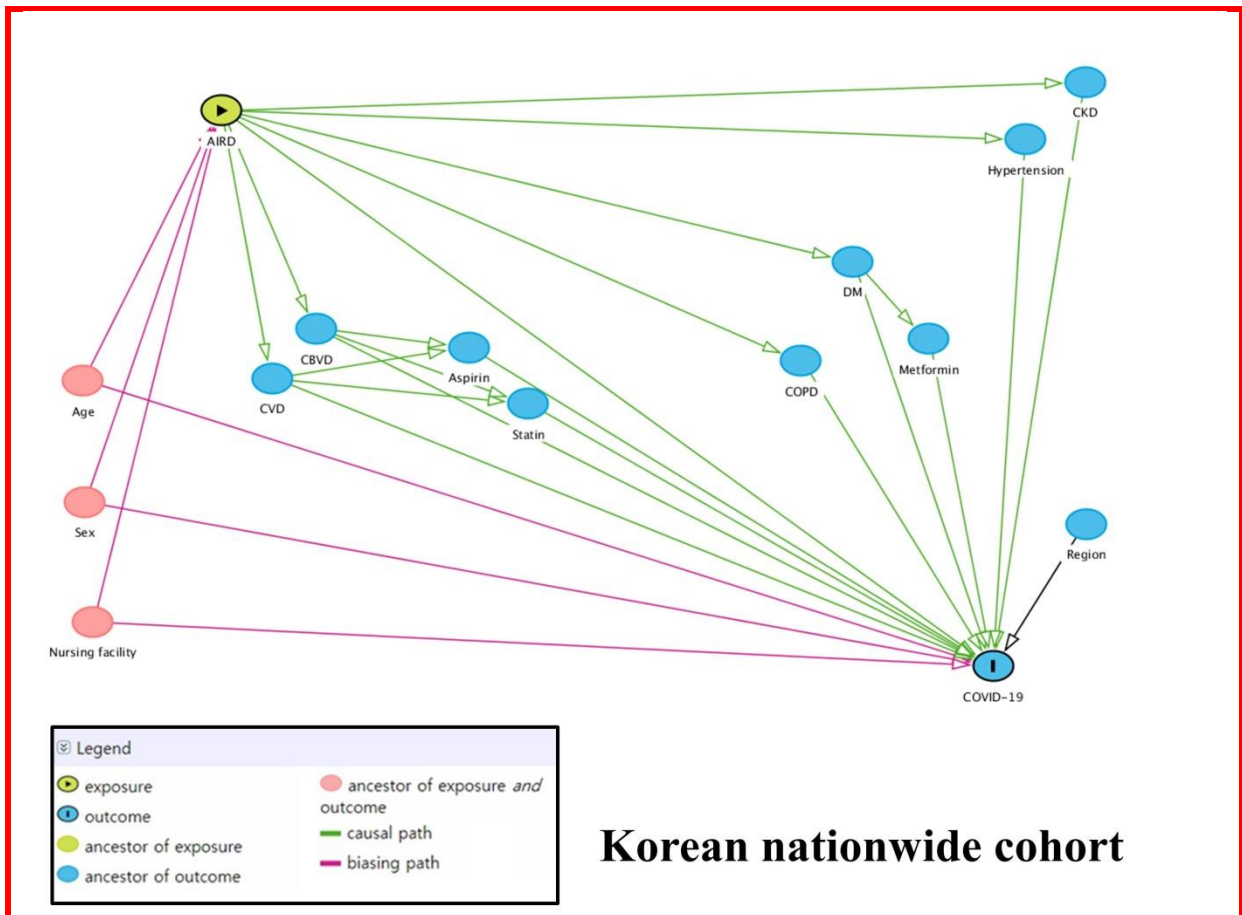 AIRD
CKD
Hypertension
DM
CBVD
Aspirin
Metformin
CVD
COPD
Age
Statin
Sex
Region
Nursing facility
COVID-19
Legend
exposure
outcome
ancestor of exposure
ancestor of outcome
ancestor of exposure and
outcome
causal path
biasing path
Korean nationwide cohort